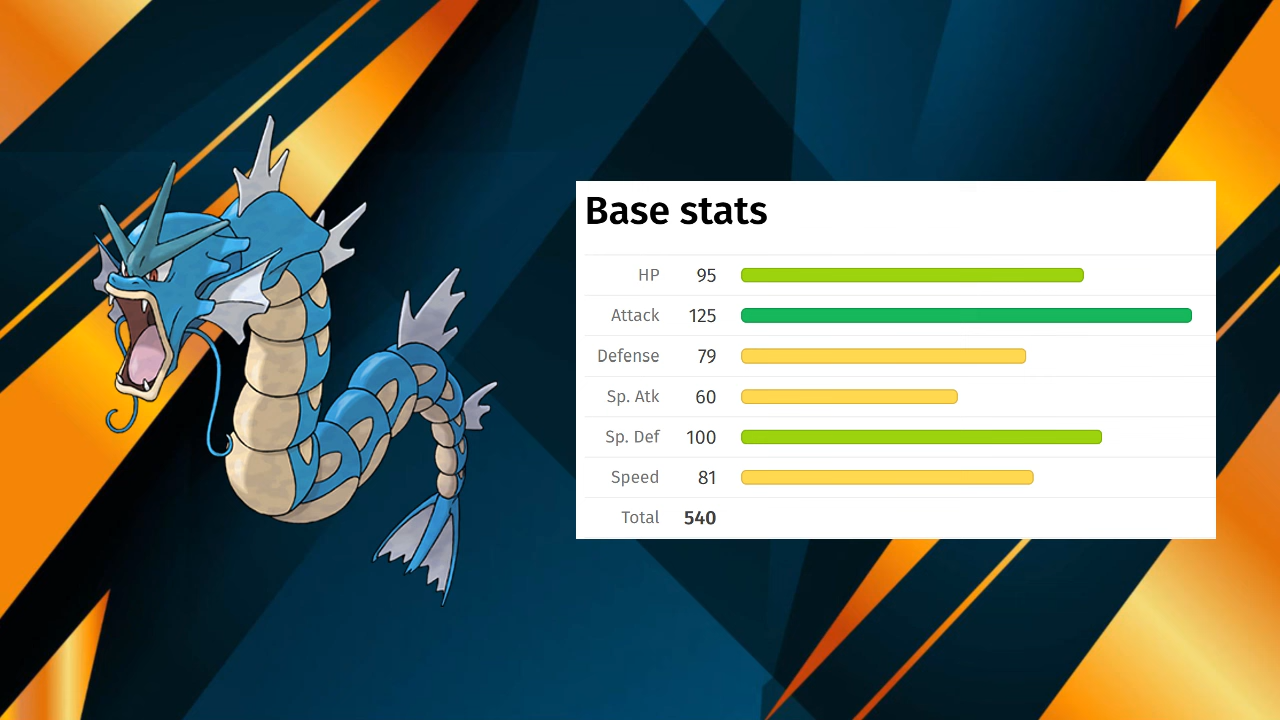 Base stats
HP 95
Attack 125
Defense 79
Sp. Atk 60
Sp. Def 100
Speed 81
Total 540